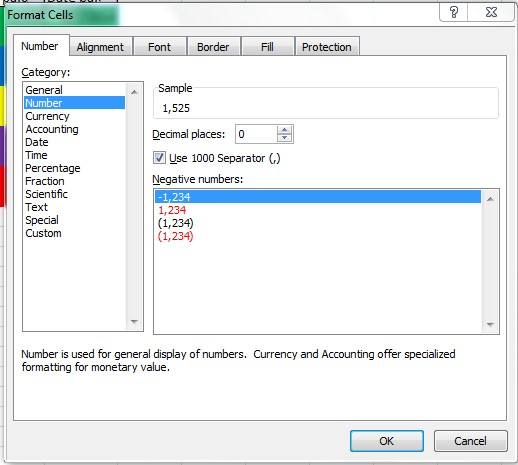 Format Cells
Number Alignment Font Border Fill Protection
Category:
General
Number
Currency
Accounting
Date
Time
Percentage
Fraction
Scientific
Text
Special
Custom
Sample
1,525
Decimal places: 0
Use 1000 Separator (,)
Negative numbers:
-1,234
1,234
(1,234)
(1,234)
Number is used for general display of numbers. Currency and Accounting offer specialized
formatting for monetary value.
OK Cancel